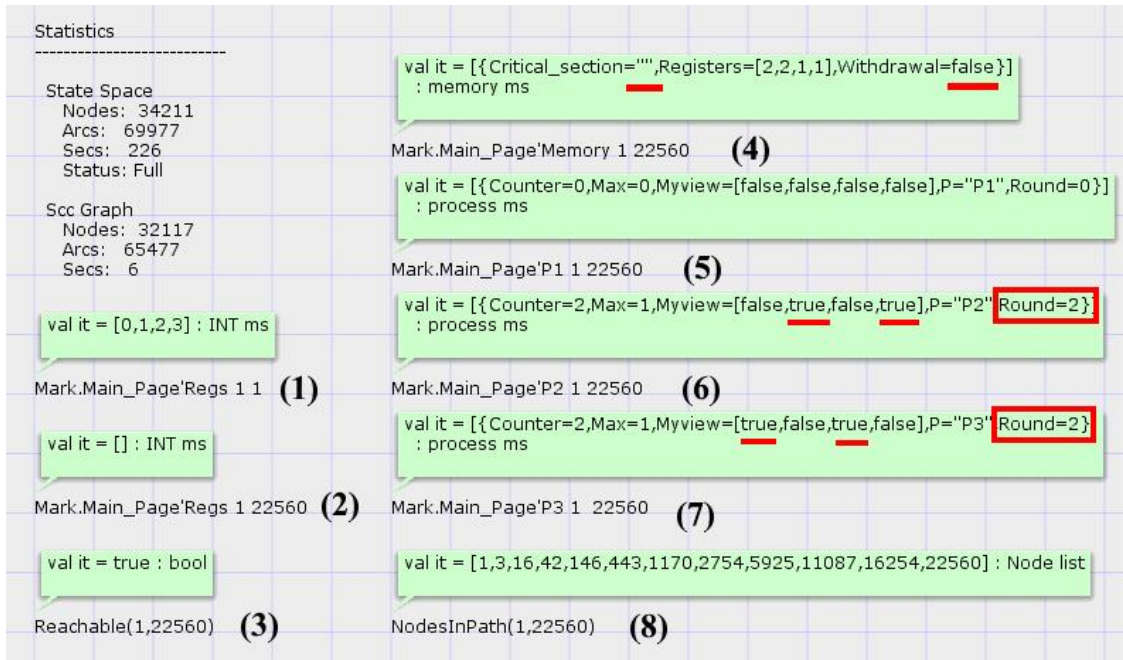 Statistics
---------------------------
State Space
Nodes: 34211
Arcs: 69977
Secs: 226
Status: Full
Scc Graph
Nodes: 32117
Arcs: 65477
Secs: 6
val it = [0,1,2,3] : INT ms
Mark.Main_Page'Regs 1 1 (1)
val it = [] : INT ms
Mark.Main_Page'Regs 1 22560 (2)
val it = true : bool
Reachable(1,22560) (3)
val it = [{Critical_section="",Registers=[2,2,1,1],Withdrawal=false}]
: memory ms
Mark.Main_Page'Memory 1 22560 (4)
val it = [{Counter=0,Max=0,Myview=[false,false,false,false],P="P1",Round=0}]
: process ms
Mark.Main_Page'P1 1 22560 (5)
val it = [{Counter=2,Max=1,Myview=[false,true,false,true],P="P2",Round=2}]
: process ms
Mark.Main_Page'P2 1 22560 (6)
val it = [{Counter=2,Max=1,Myview=[true,false,true,false],P="P3",Round=2}
: process ms
Mark.Main_Page'P3 1 22560 (7)
val it = [1,3,16,42,146,443,1170,2754,5925,11087,16254,22560] : Node list
NodesInPath(1,22560) (8)